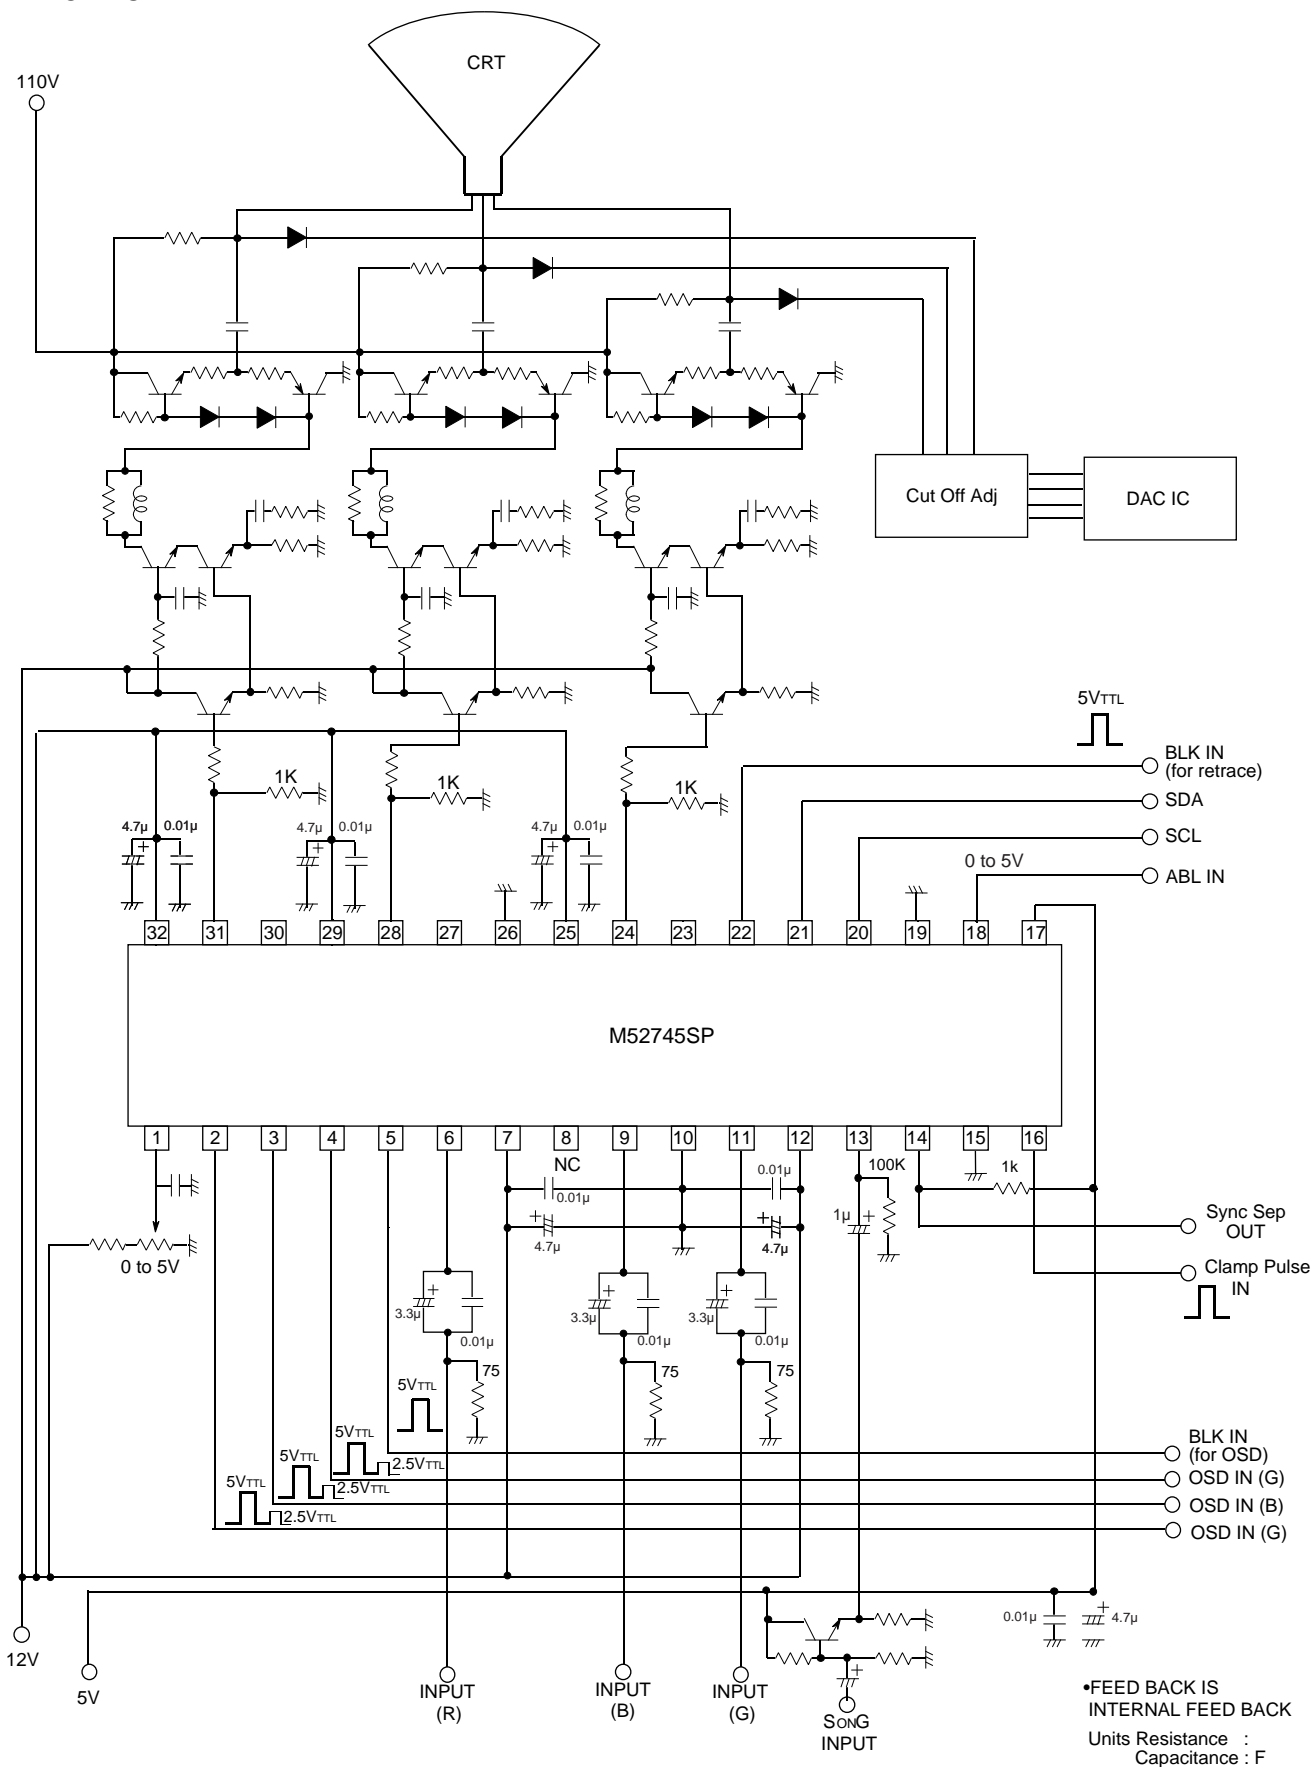 CRT
110V
Cut Off Adj
DAC IC
5VTTL
BLK IN
(for retrace)
1K
1K
1K
SDA
SCL
4.7µ
0.01µ
4.7µ
0.01µ
4.7µ
0.01µ
0 to 5V
ABL IN
32 31 30 29 28 27 26 25 24 23 22 21 20 19 18 17
M52745SP
1 2 3 4 5 6 7 8 9 10 11 12 13 14 15 16
NC
100K
1k
0.01µ
0.01µ
1µ
Sync Sep
OUT
4.7µ
4.7µ
0 to 5V
Clamp Pulse
IN
3.3µ
0.01µ
3.3µ
0.01µ
3.3µ
0.01µ
75
75
75
5VTTL
5VTTL
BLK IN
(for OSD)
5VTTL
2.5VTTL
OSD IN (G)
5VTTL
2.5VTTL
OSD IN (B)
2.5VTTL
OSD IN (G)
0.01µ
4.7µ
12V
5V
INPUT
(R)
INPUT
(B)
INPUT
(G)
SONG
INPUT
•FEED BACK IS
INTERNAL FEED BACK
Units Resistance :
Capacitance : F